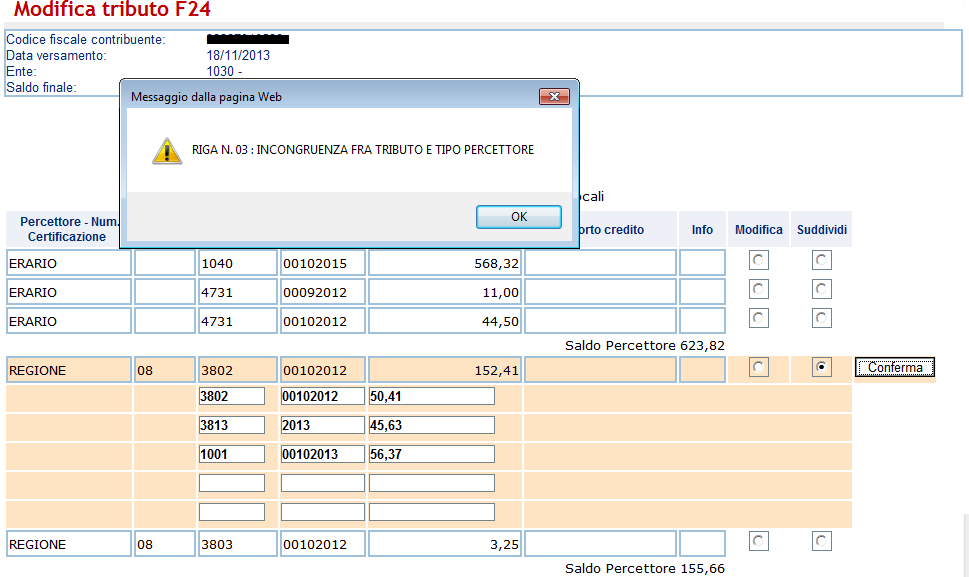 Modifica tributo F24
Codice fiscale contribuente:
Data versamento: 18/11/2013
Ente: 1030 -
Saldo finale:
Messaggio dalla pagina Web
RIGA N. 03 : INCONGRUENZA FRA TRIBUTO E TIPO PERCETTORE
OK
ocali
Percettore - Num. Certificazione orto credito Info Modifica Suddividi
ERARIO 1040 00102015 568,32
ERARIO 4731 00092012 11,00
ERARIO 4731 00102012 44,50
Saldo Percettore 623,82
REGIONE 08 3802 00102012 152,41 Conferma
3802 00102012 50,41
3813 2013 45,63
1001 00102013 56,37
REGIONE 08 3803 00102012 3,25
Saldo Percettore 155,66